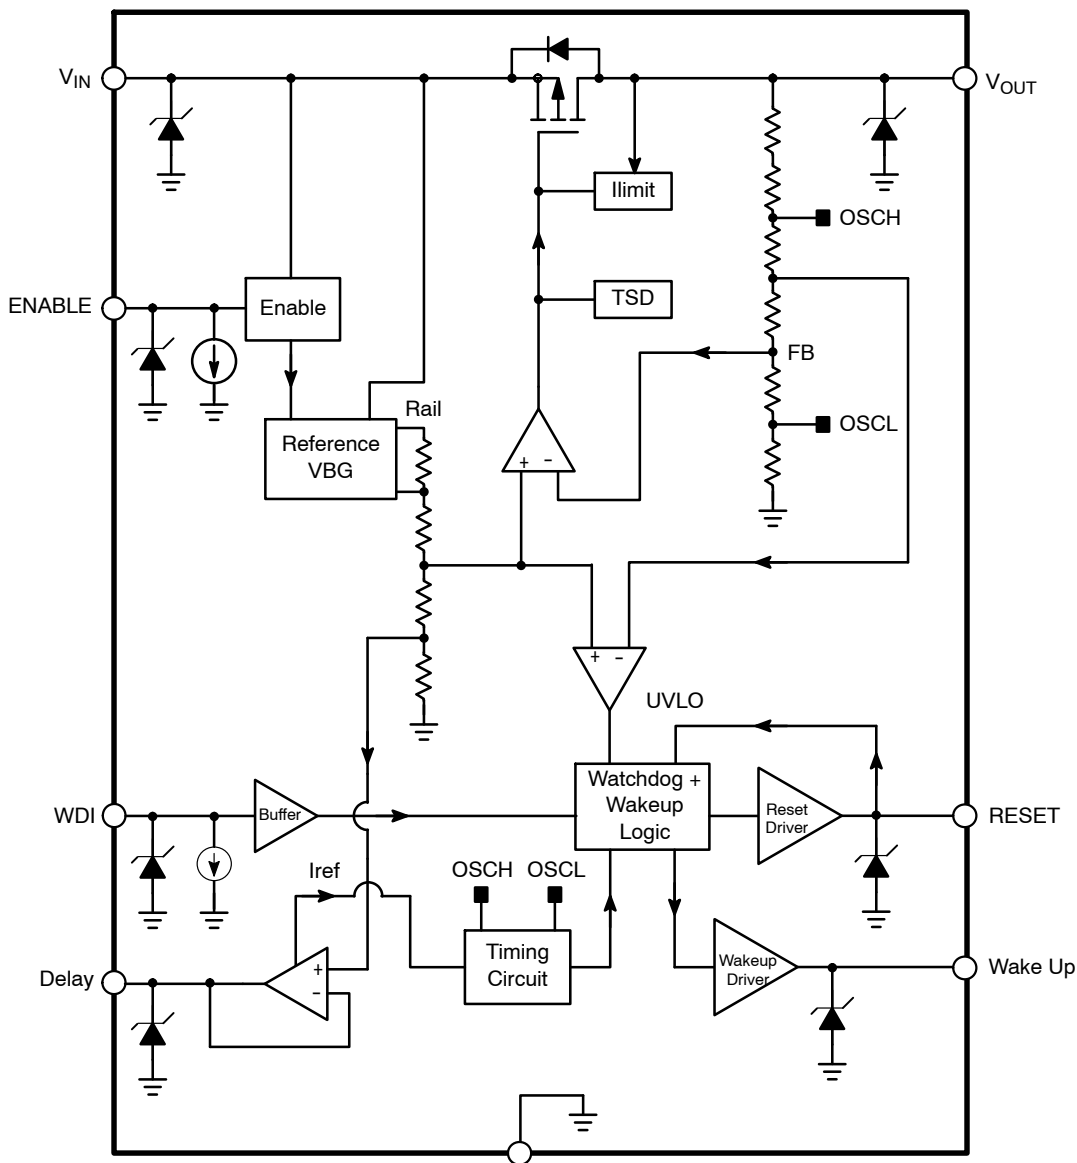 VIN
VOUT
Ilimit
OSCH
ENABLE
Enable
TSD
FB
Rail
OSCL
Reference
VBG
+ −
+ −
UVLO
Watchdog +
Wakeup
Logic
WDI
Buffer
Reset
Driver
RESET
Iref
OSCH
OSCL
Timing
Circuit
Delay
+
−
Wakeup
Driver
Wake Up